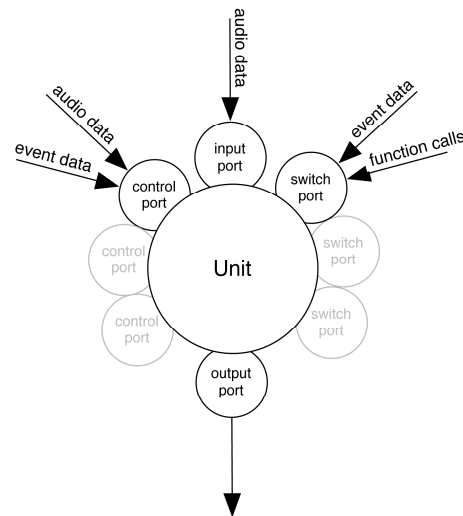 audio data
audio data
event data
event data
function calls
input
port
control
port
switch
port
control
port
switch
port
Unit
control
port
switch
port
output
port